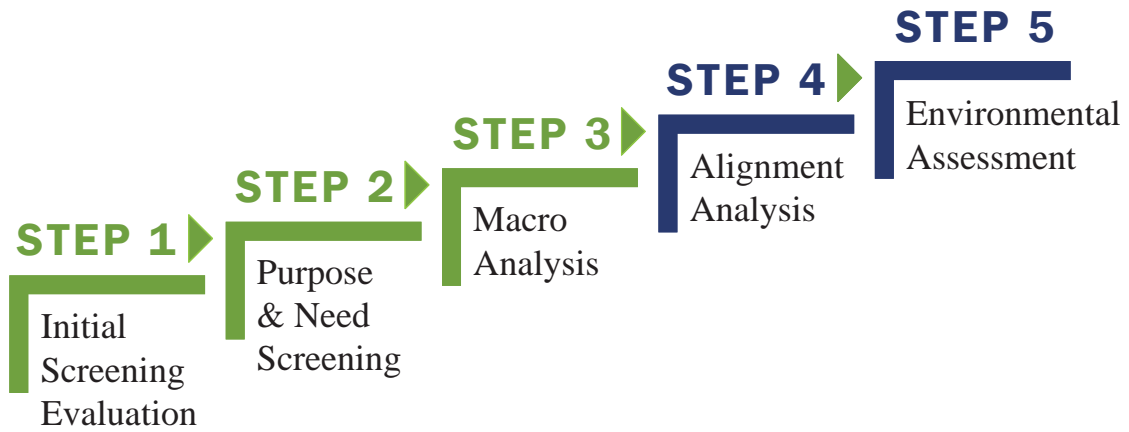 STEP 1
Initial
Screening
Evaluation
STEP 2
Purpose
& Need
Screening
STEP 3
Macro
Analysis
STEP 4
Alignment
Analysis
STEP 5
Environmental
Assessment